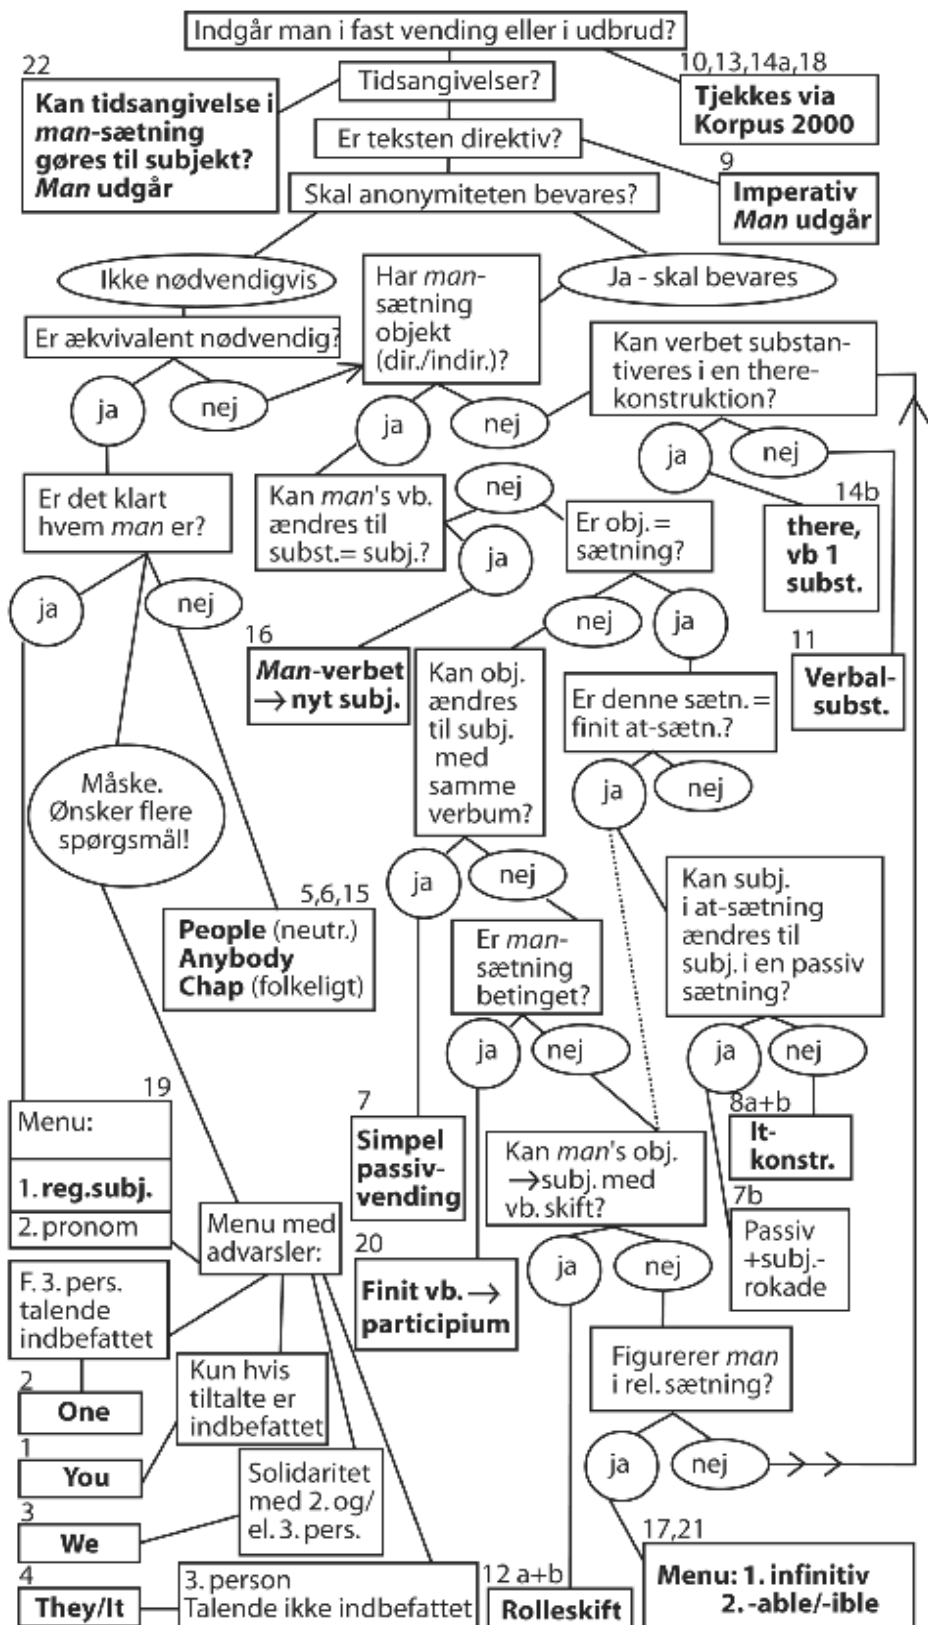 Indgår man i fast vending eller i udbrud?
22
Tidsangivelser?
10,13,14a,18
Kan tidsangivelse i
man-sætning
gøres til subjekt?
Man udgår
Tjekkes via
Korpus 2000
Er teksten direktiv?
9
Imperativ
Man udgår
Skal anonymiteten bevares?
Ikke nødvendigvis
Har man-
sætning
objekt
(dir./indir.)?
Ja - skal bevares
Er ækvivalent nødvendig?
Kan verbet substan-
tiveres i en there-
konstruktion?
ja
nej
ja
nej
ja
nej
Er det klart
hvem man er?
Kan man's vb.
ændres til
subst.= subj.?
nej
ja
Er obj. =
sætning?
14b
there,
vb 1
subst.
ja
nej
nej
ja
16
Man-verbet
→ nyt subj.
Kan obj.
ændres
til subj.
med
samme
verbum?
Er denne sætn. =
finit at-sætn.?
11
Verbal-
subst.
Måske.
Ønsker flere
spørgsmål!
ja
nej
ja
nej
Kan subj.
i at-sætning
ændres til
subj. i en passiv
sætning?
5,6,15
People (neutr.)
Anybody
Chap (folkeligt)
Er man-
sætning
betinget?
ja
nej
ja
nej
19
Menu:
1. reg.subj.
2. pronom
7
Simpel
passiv-
vending
8a+b
It-
konstr.
Kan man's obj.
→subj. med
vb. skift?
7b
Passiv
+subj.-
rokade
Menu med
advarsler:
20
Finit vb. →
participium
ja
nej
F. 3. pers.
talende
indbefattet
Figurerer man
i rel. sætning?
Kun hvis
tiltalte er
indbefattet
2
One
1
You
ja
nej
Solidaritet
med 2. og/
el. 3. pers.
3
We
17,21
Menu: 1. infinitiv
2. -able/-ible
4
They/It
3. person
Talende ikke indbefattet
12 a+b
Rolleskift